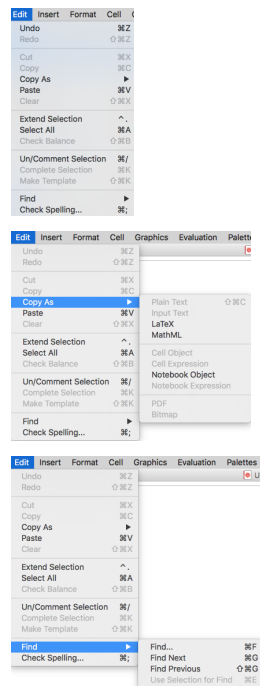 Edit Insert Format Cell
Undo ⌘Z
Redo ⇧⌘Z
Cut ⌘X
Copy ⌘C
Copy As ▶
Paste ⌘V
Clear ⇧⌘X
Extend Selection ^.
Select All ⌘A
Check Balance ⇧⌘B
Un/Comment Selection ⌘/
Complete Selection ⌘K
Make Template ⇧⌘K
Find ▶
Check Spelling... ⌘;
Edit Insert Format Cell Graphics Evaluation Palett
Undo ⌘Z
Redo ⇧⌘Z
Cut ⌘X
Copy ⌘C
Copy As ▶ Plain Text ⇧⌘C
Paste ⌘V Input Text
Clear ⇧⌘X LaTeX
MathML
Extend Selection ^.
Select All ⌘A Cell Object
Check Balance ⇧⌘B Cell Expression
Notebook Object
Un/Comment Selection ⌘/ Notebook Expression
Complete Selection ⌘K
Make Template ⇧⌘K PDF
Bitmap
Find ▶
Check Spelling... ⌘;
Edit Insert Format Cell Graphics Evaluation Palettes
Undo ⌘Z U
Redo ⇧⌘Z
Cut ⌘X
Copy ⌘C
Copy As ▶
Paste ⌘V
Clear ⇧⌘X
Extend Selection ^.
Select All ⌘A
Check Balance ⇧⌘B
Un/Comment Selection ⌘/
Complete Selection ⌘K
Make Template ⇧⌘K
Find ▶ Find... ⌘F
Check Spelling... ⌘; Find Next ⌘G
Find Previous ⇧⌘G
Use Selection for Find ⌘E